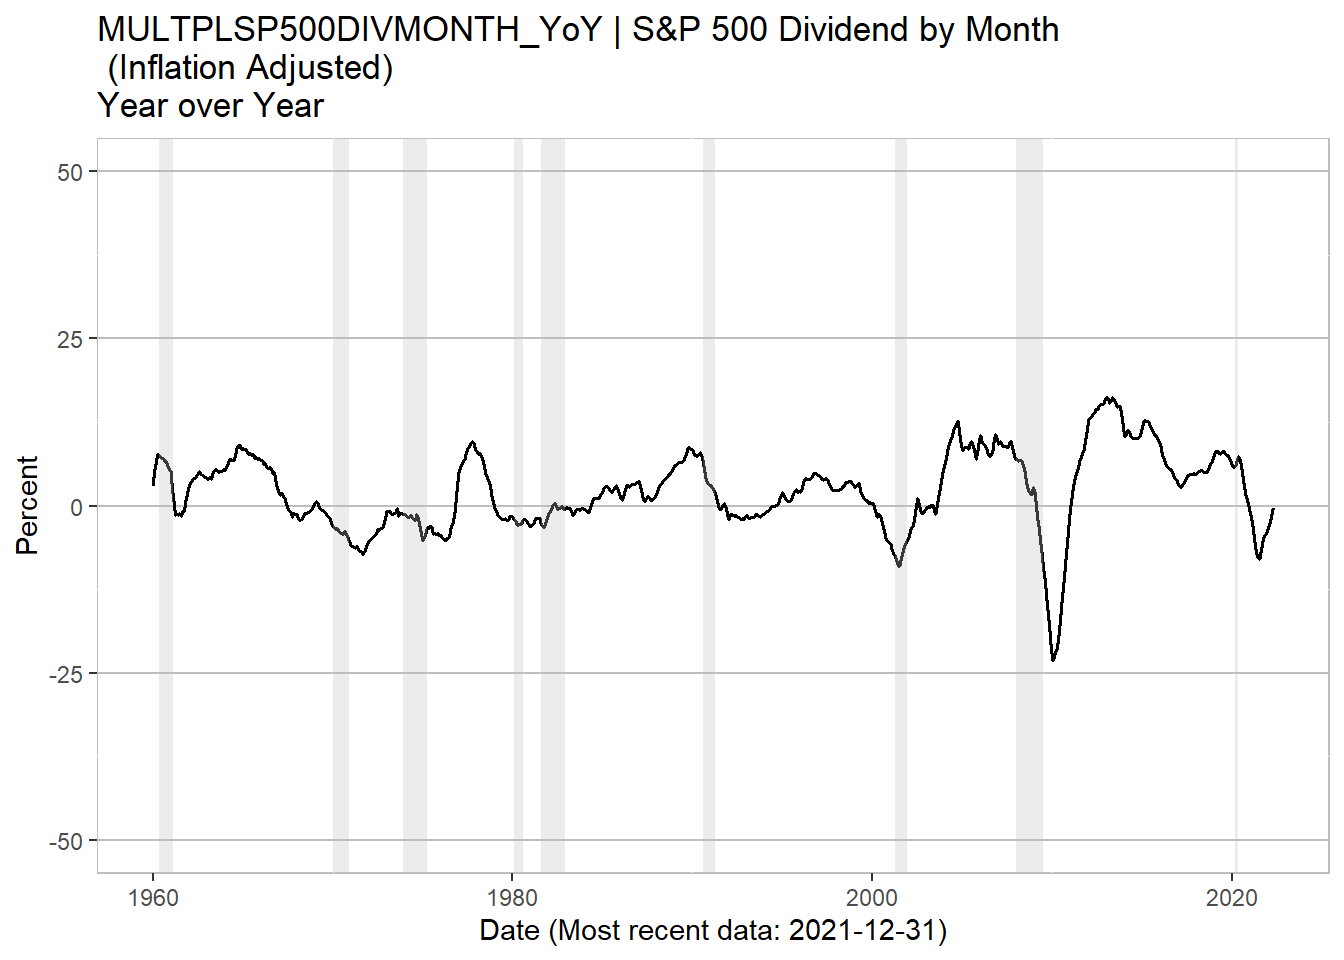 MULTPLSP500DIVMONTH_YoY | S&P 500 Dividend by Month
(Inflation Adjusted)
Year over Year
50
25
0
-25
-50
Percent
1960
1980
2000
2020
Date (Most recent data: 2021-12-31)